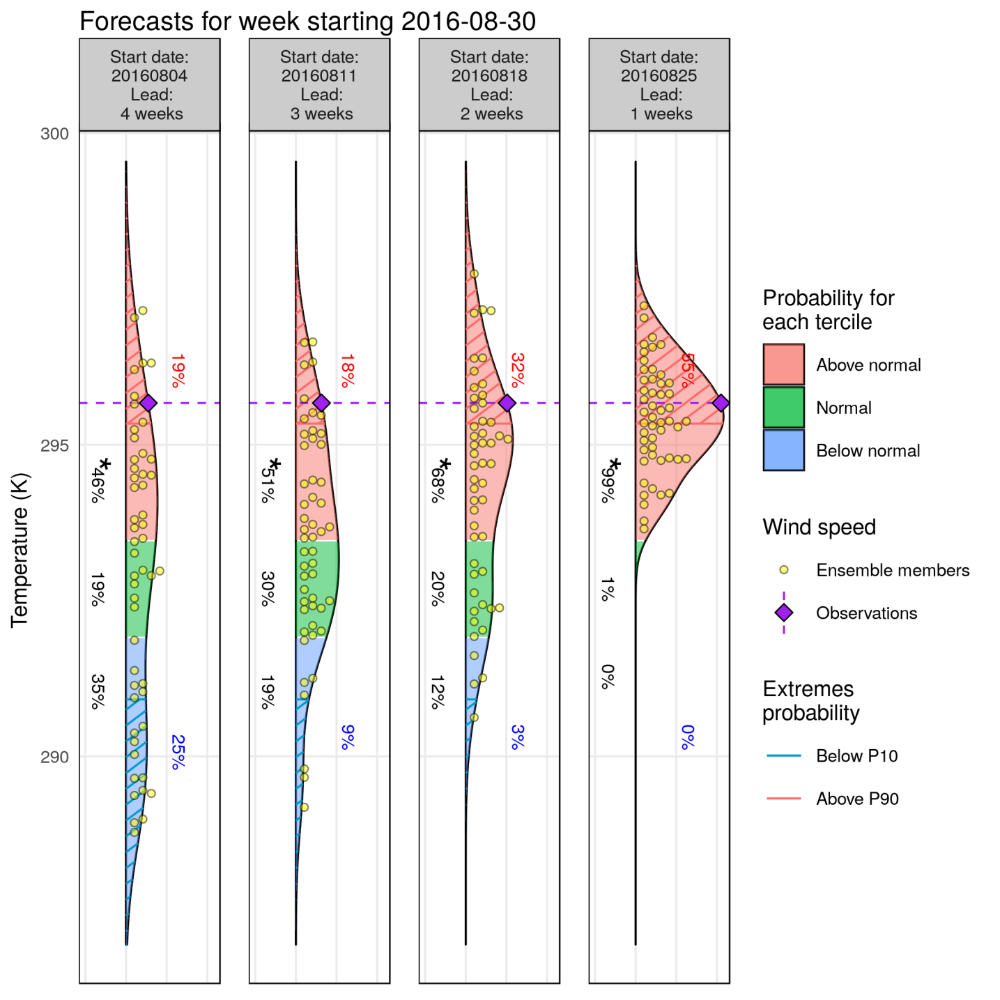 Forecasts for week starting 2016-08-30
Start date:
20160804
Lead:
4 weeks
Start date:
20160811
Lead:
3 weeks
Start date:
20160818
Lead:
2 weeks
Start date:
20160825
Lead:
1 weeks
Temperature (K)
300
295
290
19%
*46%
19%
35%
25%
18%
*51%
30%
19%
9%
32%
*68%
20%
12%
3%
55%
*99%
1%
0%
0%
Probability for
each tercile
Above normal
Normal
Below normal
Wind speed
Ensemble members
Observations
Extremes
probability
Below P10
Above P90